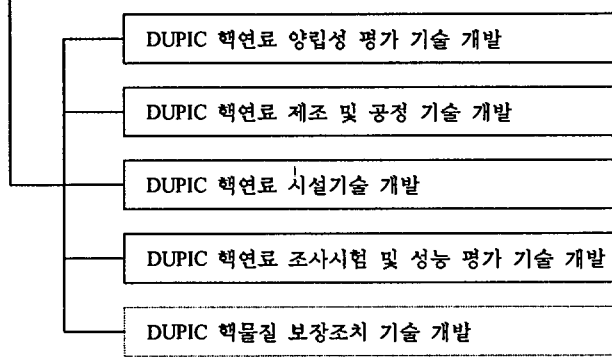 DUPIC 핵연료 양립성 평가 기술 개발
DUPIC 핵연료 제조 및 공정 기술 개발
DUPIC 핵연료 시설기술 개발
DUPIC 핵연료 조사시험 및 성능 평가 기술 개발
DUPIC 핵물질 보장조치 기술 개발